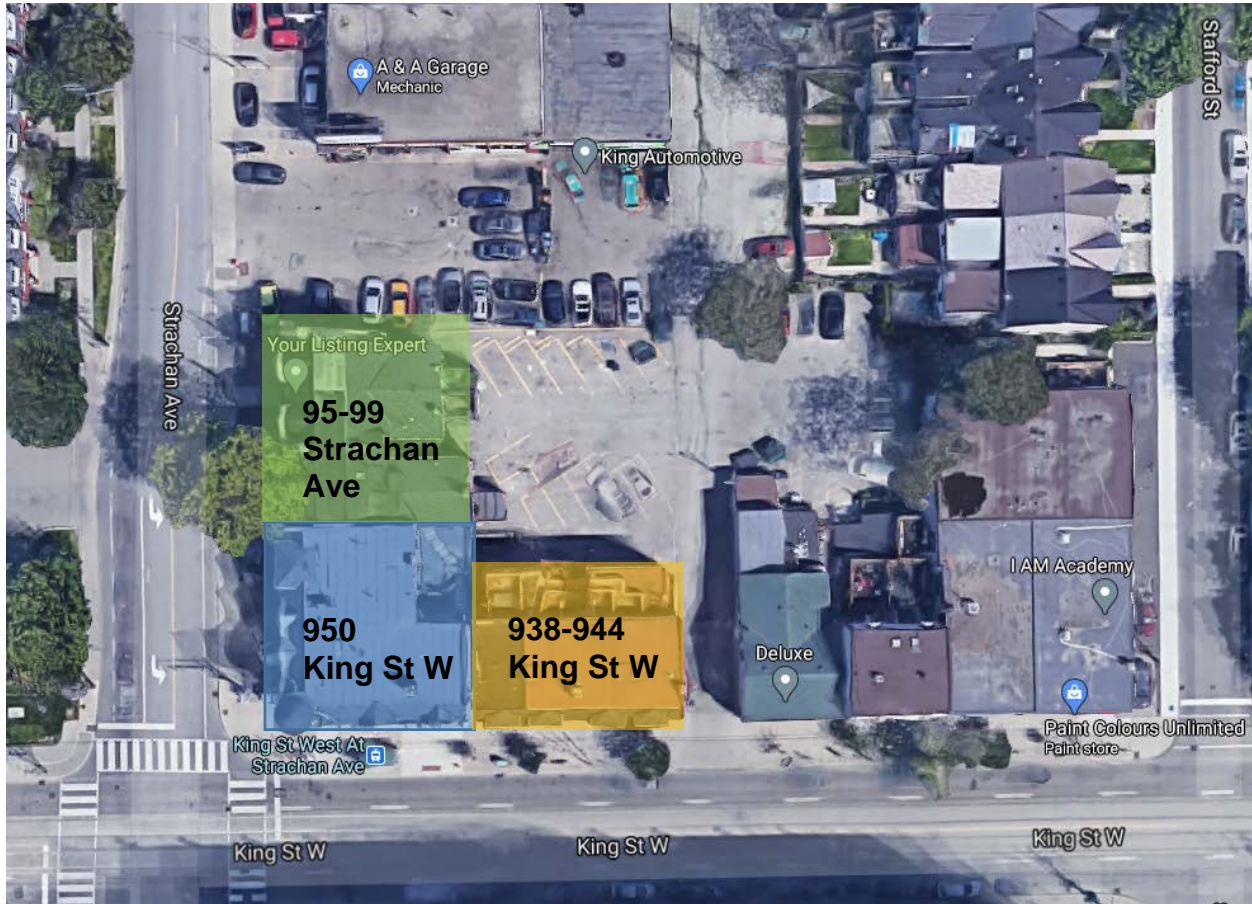 A & A Garage
Mechanic
King Automotive
Stafford St
Strachan Ave
Your Listing Expert
95-99
Strachan
Ave
950
King St W
938-944
King St W
Deluxe
I AM Academy
Paint Colours Unlimited
Paint store
King St West At
Strachan Ave
King St W
King St W
King St W